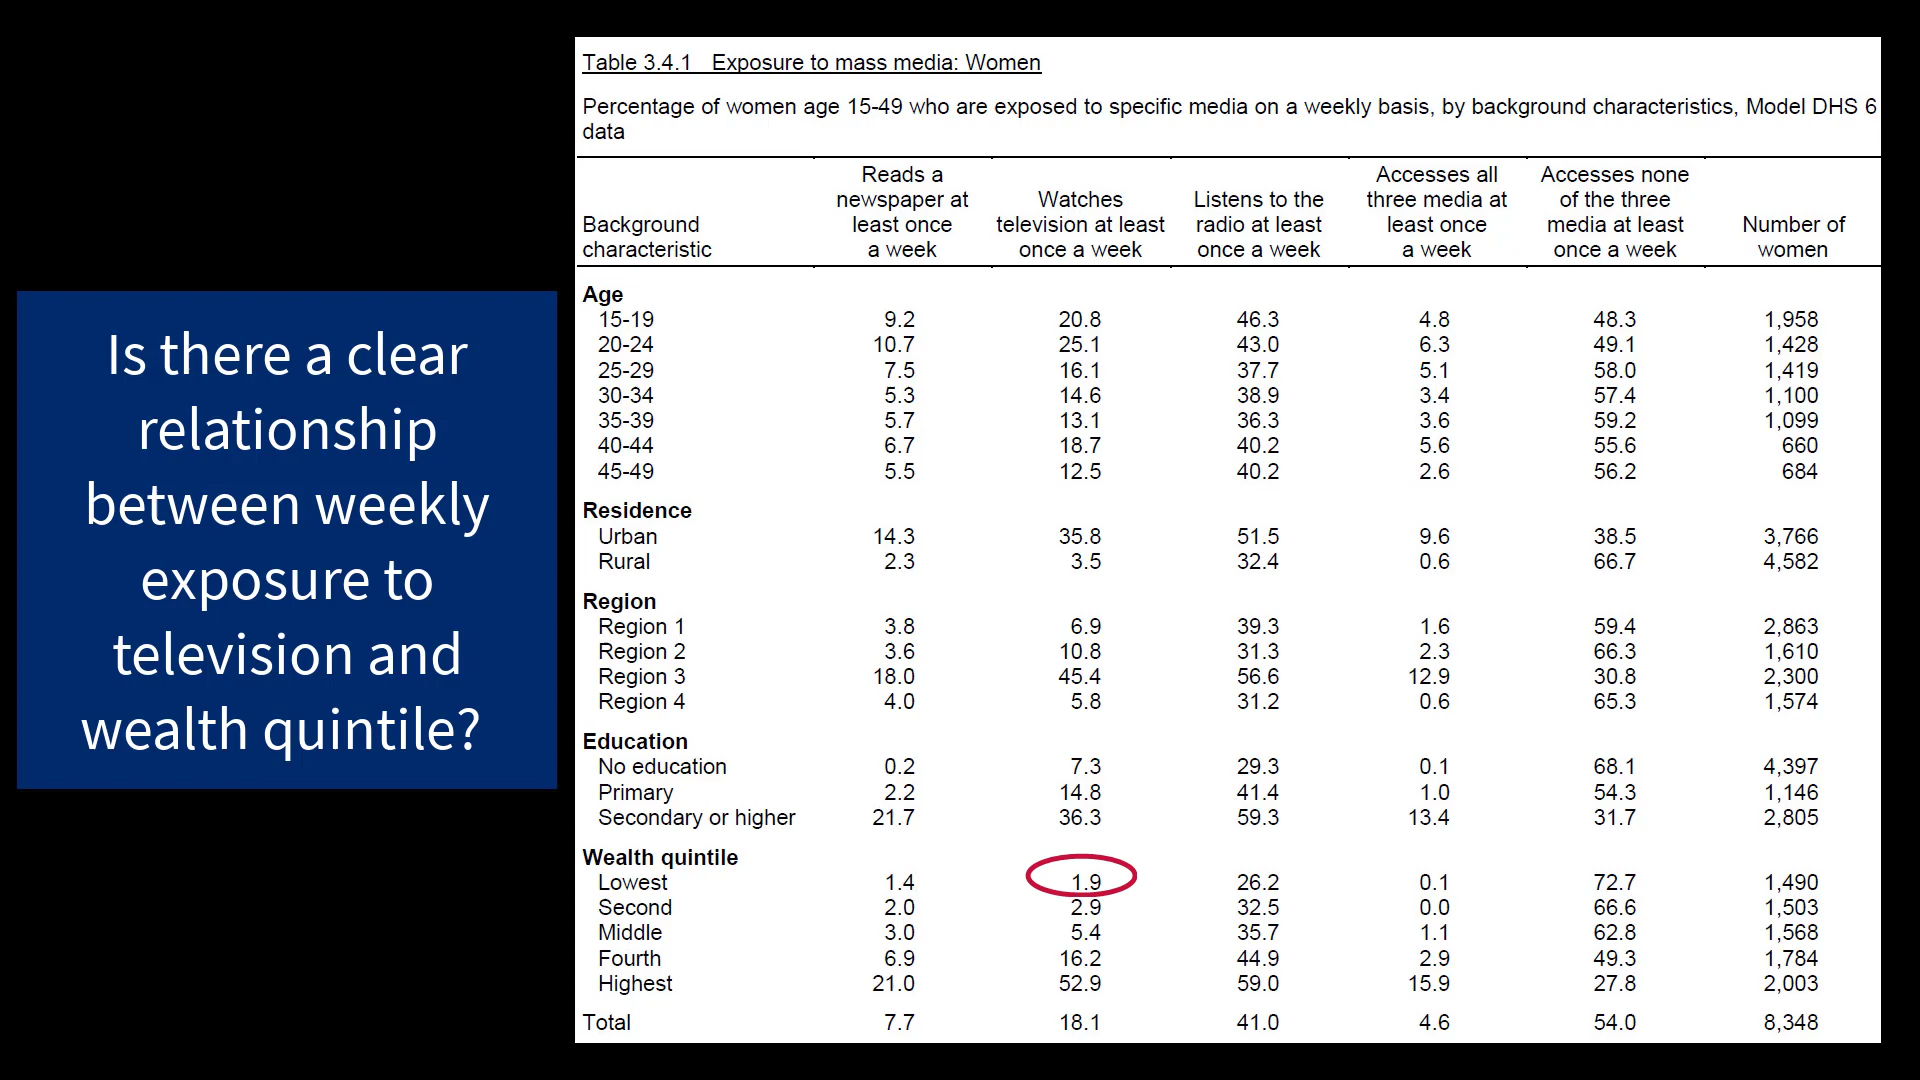 Is there a clear
relationship
between weekly
exposure to
television and
wealth quintile?
Table 3.4.1 Exposure to mass media: Women
Percentage of women age 15-49 who are exposed to specific media on a weekly basis, by background characteristics, Model DHS 6
data
Background characteristic | Reads a newspaper at least once a week | Watches television at least once a week | Listens to the radio at least once a week | Accesses all three media at least once a week | Accesses none of the three media at least once a week | Number of women
Age
15-19 9.2 20.8 46.3 4.8 48.3 1,958
20-24 10.7 25.1 43.0 6.3 49.1 1,428
25-29 7.5 16.1 37.7 5.1 58.0 1,419
30-34 5.3 14.6 38.9 3.4 57.4 1,100
35-39 5.7 13.1 36.3 3.6 59.2 1,099
40-44 6.7 18.7 40.2 5.6 55.6 660
45-49 5.5 12.5 40.2 2.6 56.2 684
Residence
Urban 14.3 35.8 51.5 9.6 38.5 3,766
Rural 2.3 3.5 32.4 0.6 66.7 4,582
Region
Region 1 3.8 6.9 39.3 1.6 59.4 2,863
Region 2 3.6 10.8 31.3 2.3 66.3 1,610
Region 3 18.0 45.4 56.6 12.9 30.8 2,300
Region 4 4.0 5.8 31.2 0.6 65.3 1,574
Education
No education 0.2 7.3 29.3 0.1 68.1 4,397
Primary 2.2 14.8 41.4 1.0 54.3 1,146
Secondary or higher 21.7 36.3 59.3 13.4 31.7 2,805
Wealth quintile
Lowest 1.4 1.9 26.2 0.1 72.7 1,490
Second 2.0 2.9 32.5 0.0 66.6 1,503
Middle 3.0 5.4 35.7 1.1 62.8 1,568
Fourth 6.9 16.2 44.9 2.9 49.3 1,784
Highest 21.0 52.9 59.0 15.9 27.8 2,003
Total 7.7 18.1 41.0 4.6 54.0 8,348